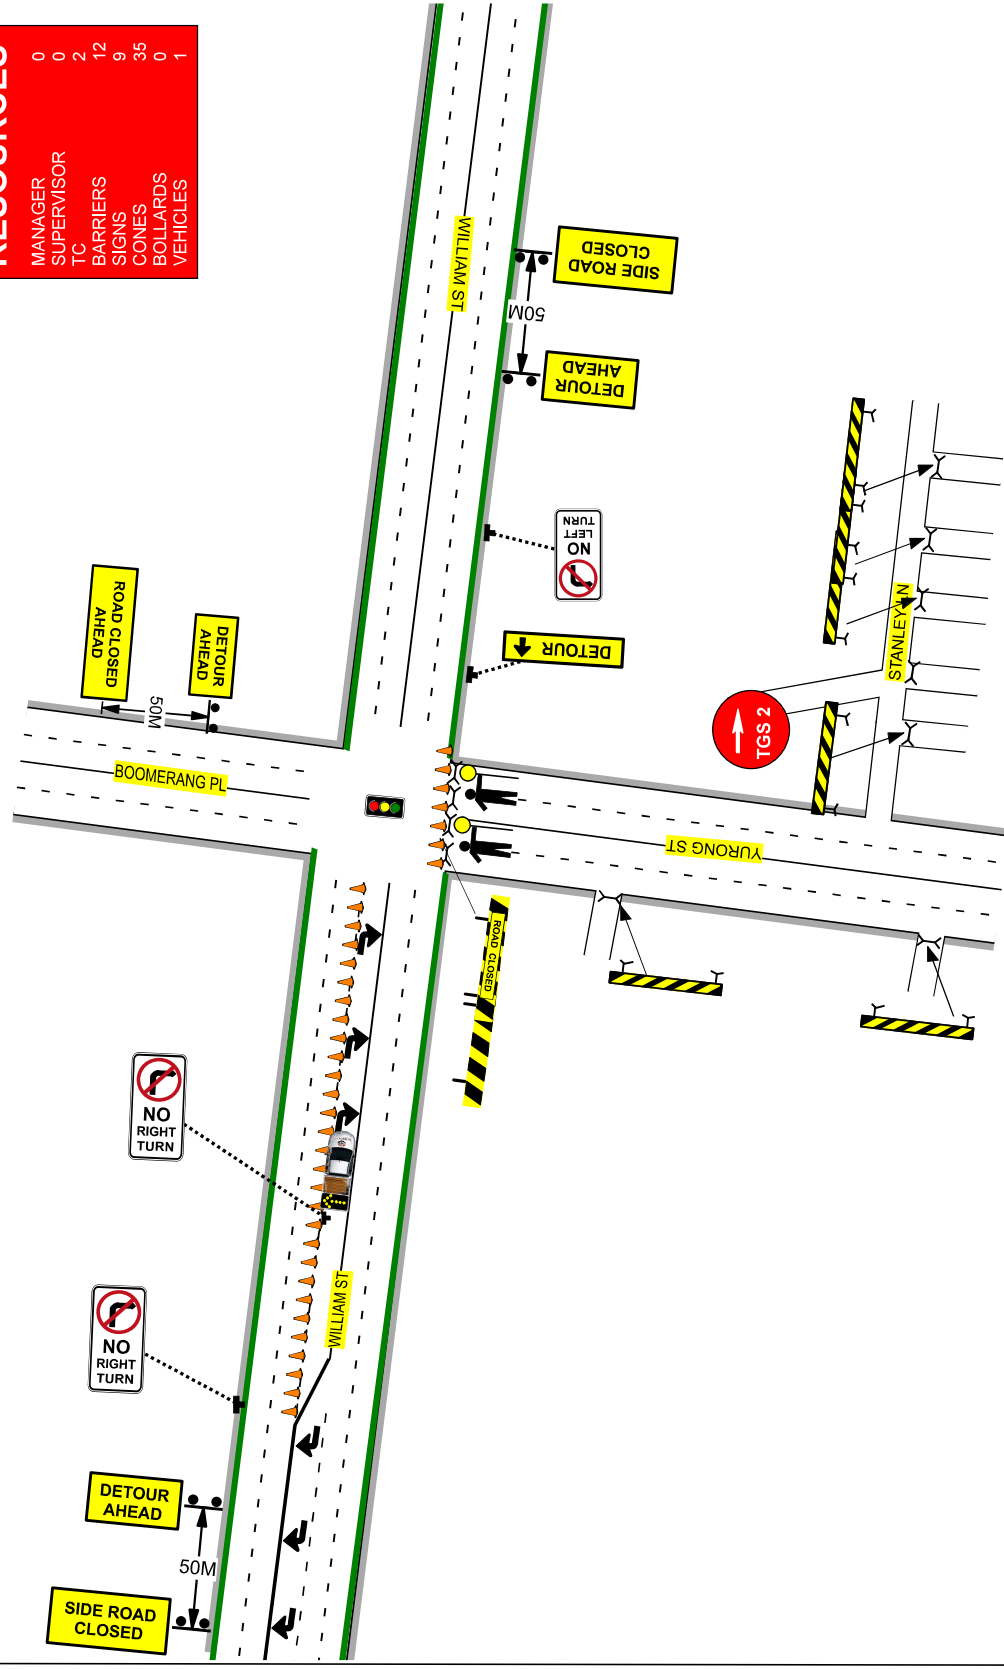 RESOURCES
MANAGER 0
SUPERVISOR 0
TC 2
BARRIERS 12
SIGNS 9
CONES 35
BOLLARDS 0
VEHICLES 1
WILLIAM ST
SIDE ROAD
CLOSED
50M
DETOUR
AHEAD
NO
LEFT
TURN
DETOUR
ROAD CLOSED
AHEAD
50M
DETOUR
AHEAD
BOOMERANG PL
STANLEY LN
TGS 2
YURONG ST
ROAD CLOSED
NO
RIGHT
TURN
WILLIAM ST
NO
RIGHT
TURN
DETOUR
AHEAD
50M
SIDE ROAD
CLOSED